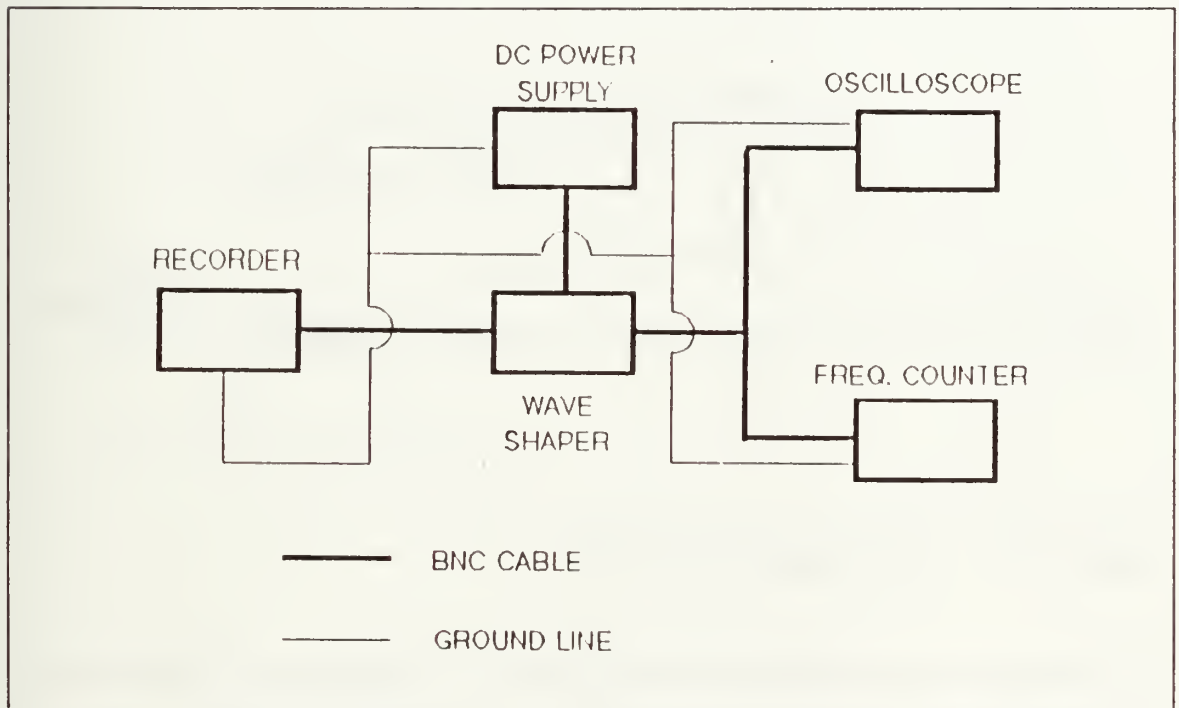 DC POWER
SUPPLY
OSCILLOSCOPE
RECORDER
WAVE
SHAPER
FREQ. COUNTER
BNC CABLE
GROUND LINE